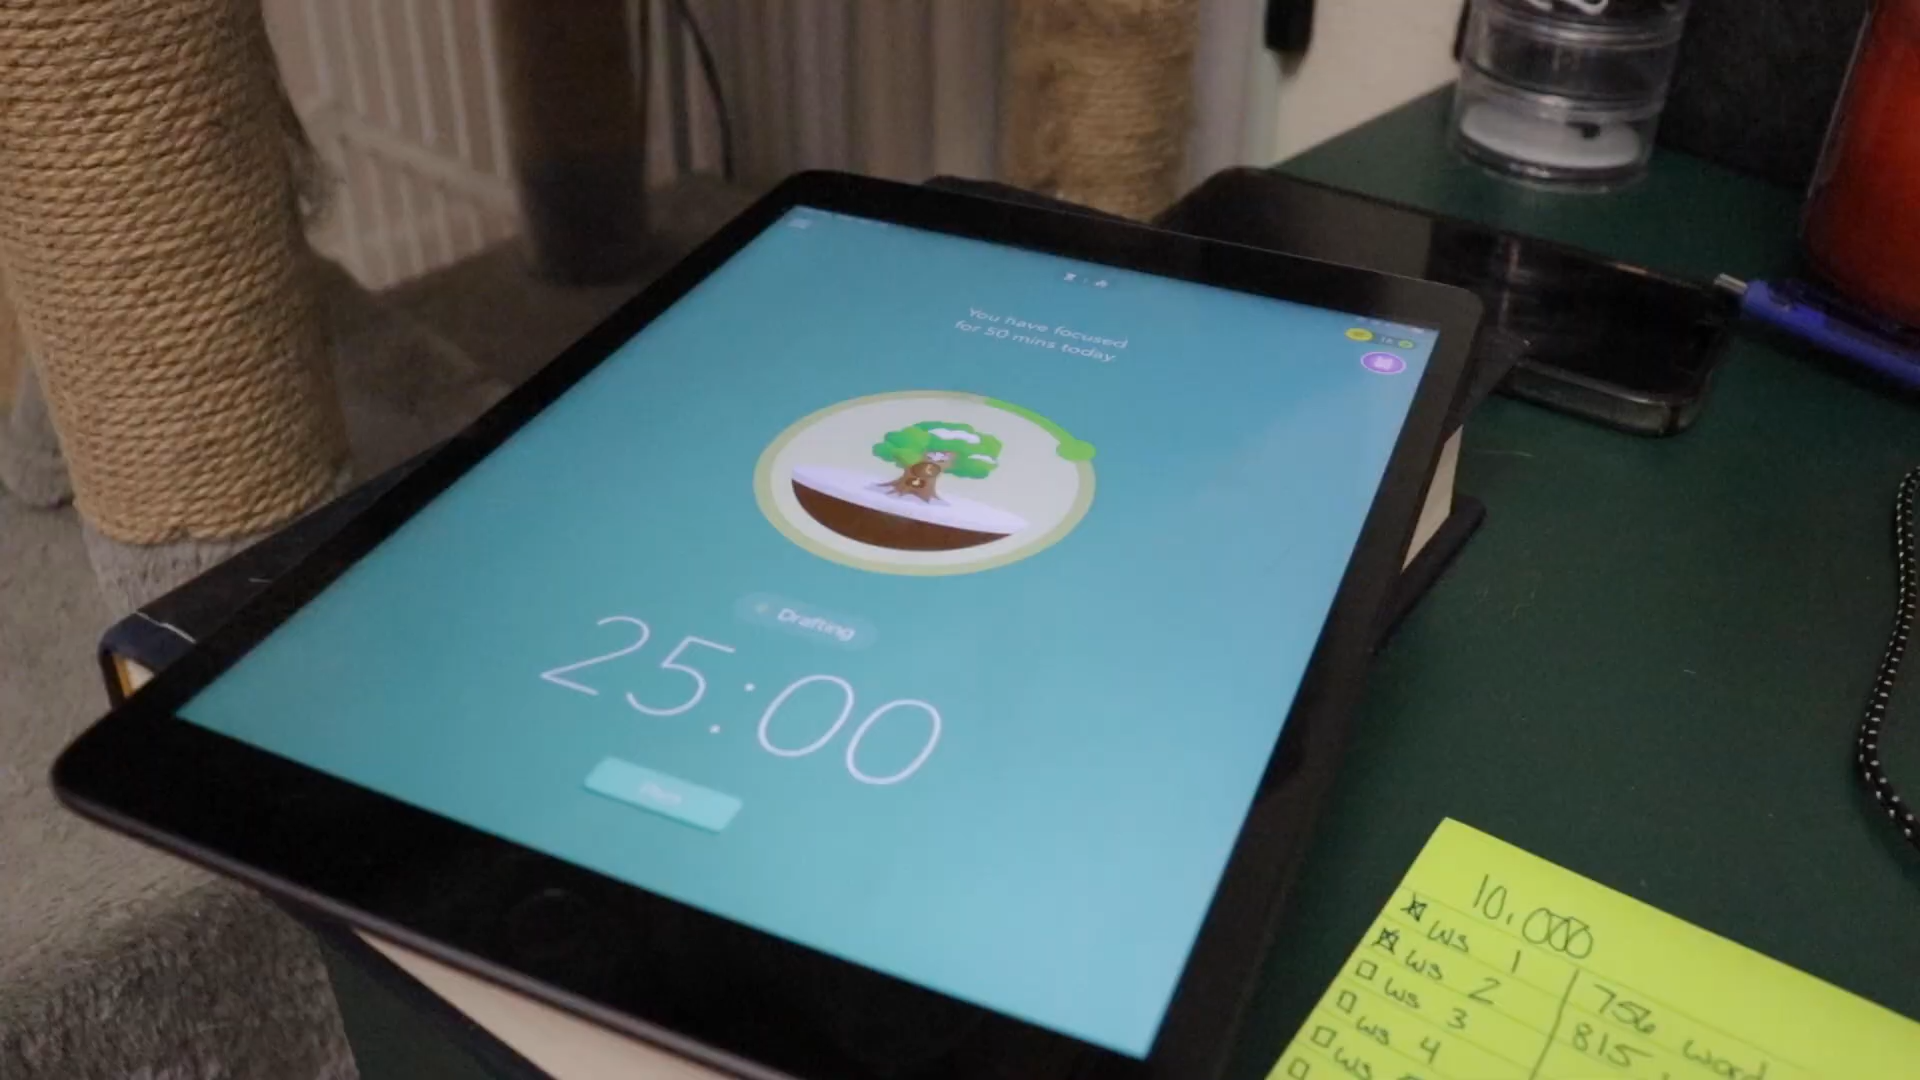 You have focused
for 50 mins today
Drafting
25:00
10,000
WS 1 756 word
WS 2 815
WS 3
WS 4
WS